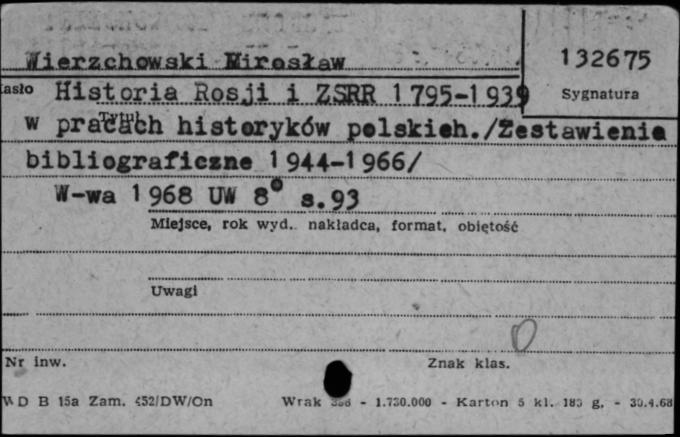 Wierzchowski Mirosław
132675
asło Historia Rosji i ZSRR 1795-1939
Sygnatura
Tytuł
w pracach historyków polskich./Zestawienie
bibliograficzne 1944-1966/
W-wa 1968 UW 8° s.93
Miejsce, rok wyd.. nakładca, format, objętość
Uwagi
Nr inw.
Znak klas.
WD B 15a Zam. 452/DW/On
Wrak - 1.730.000 - Karton 5 kl. 180 g. - 30.4.68